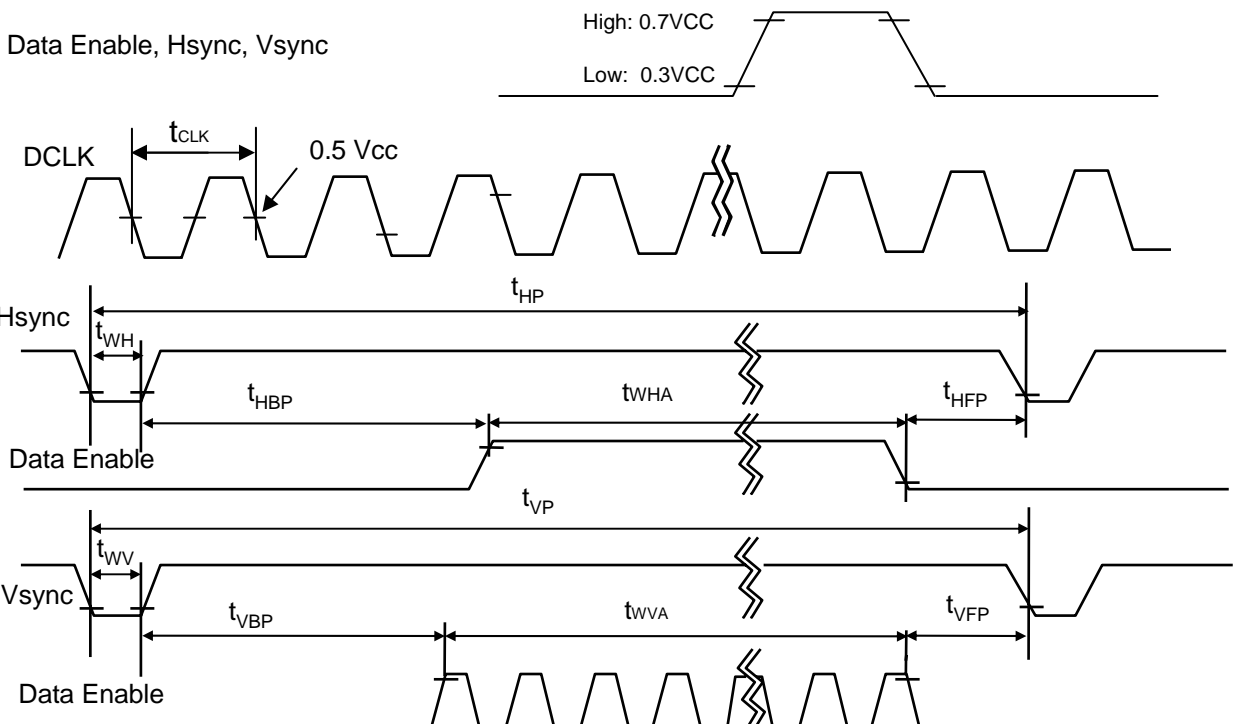 High: 0.7VCC
Data Enable, Hsync, Vsync
Low: 0.3VCC
tCLK
DCLK
0.5 Vcc
tHP
Hsync
tWH
tHBP
tWHA
tHFP
Data Enable
tVP
tWV
Vsync
tVBP
tWVA
tVFP
Data Enable